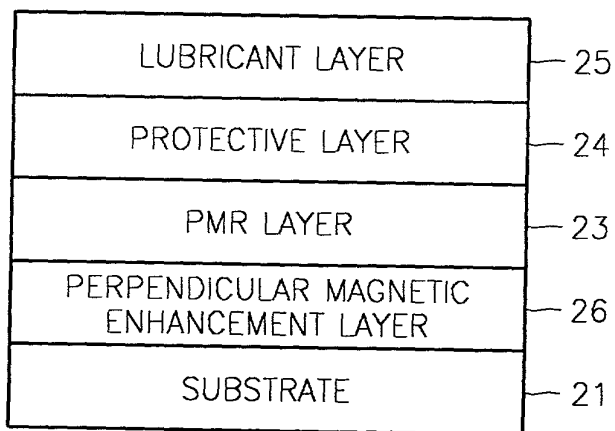 LUBRICANT LAYER 25
PROTECTIVE LAYER 24
PMR LAYER 23
PERPENDICULAR MAGNETIC
ENHANCEMENT LAYER 26
SUBSTRATE 21